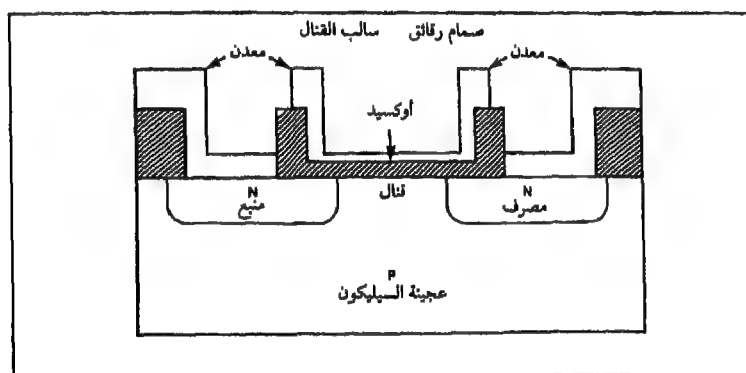 صمام رقائق سالب القنال
معدن معدن
أوكسيد
N قنال N
منبع مصرف
P
عجينة السيليكون